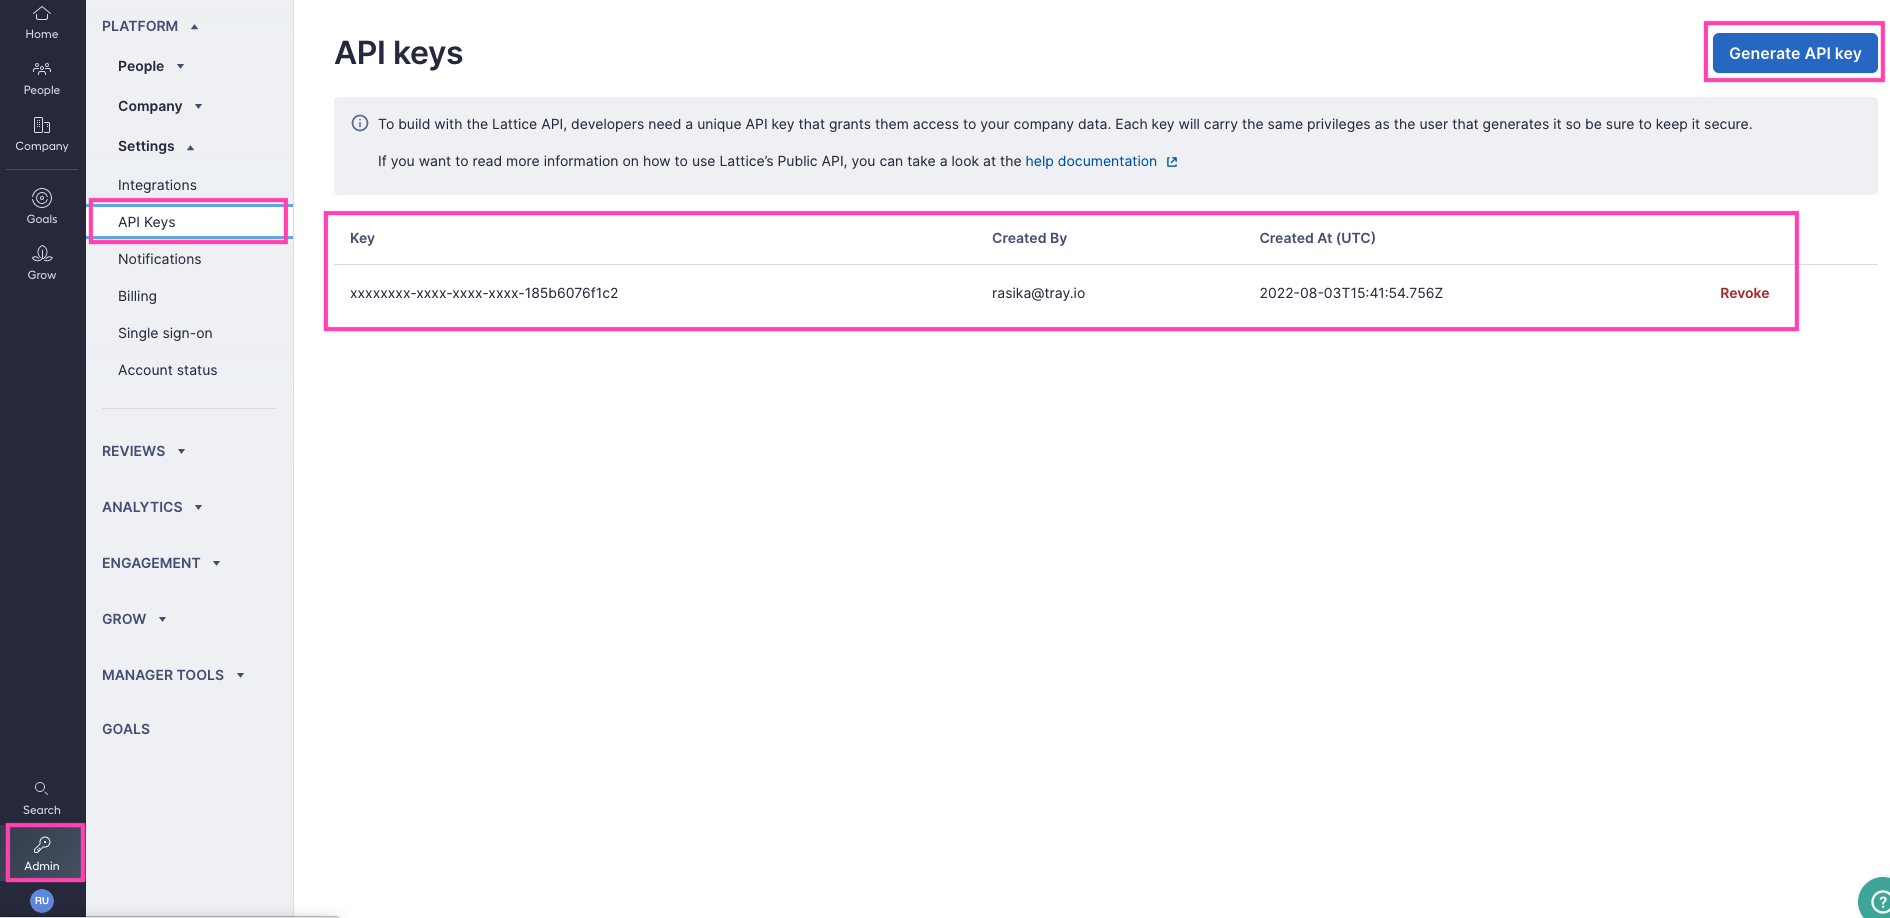 Home
People
Company
Goals
Grow
Search
Admin
RU
PLATFORM
People
Company
Settings
Integrations
API Keys
Notifications
Billing
Single sign-on
Account status
REVIEWS
ANALYTICS
ENGAGEMENT
GROW
MANAGER TOOLS
GOALS
API keys
Generate API key
To build with the Lattice API, developers need a unique API key that grants them access to your company data. Each key will carry the same privileges as the user that generates it so be sure to keep it secure.
If you want to read more information on how to use Lattice’s Public API, you can take a look at the help documentation
Key Created By Created At (UTC)
xxxxxxxx-xxxx-xxxx-xxxx-185b6076f1c2 rasika@tray.io 2022-08-03T15:41:54.756Z Revoke
?